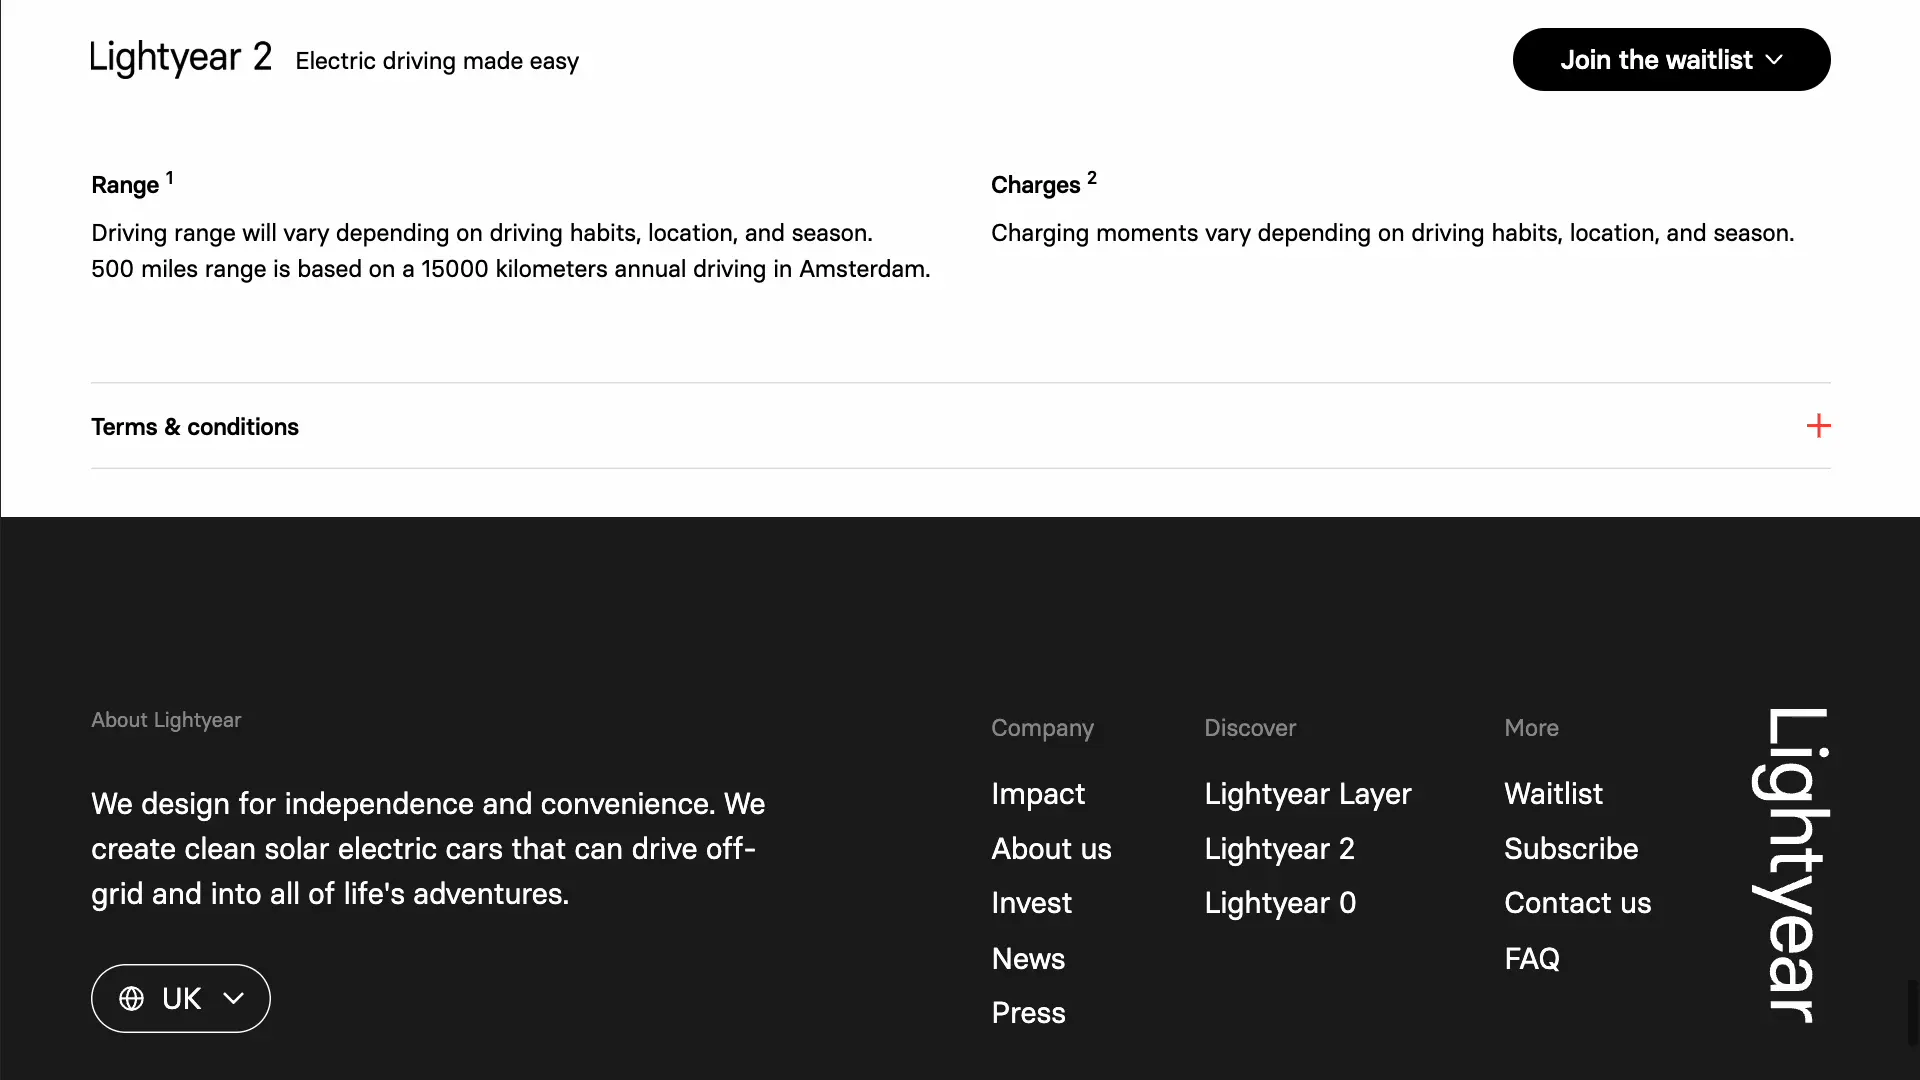 Lightyear 2 Electric driving made easy
Join the waitlist
Range 1
Driving range will vary depending on driving habits, location, and season.
500 miles range is based on a 15000 kilometers annual driving in Amsterdam.
Charges 2
Charging moments vary depending on driving habits, location, and season.
Terms & conditions
About Lightyear
We design for independence and convenience. We
create clean solar electric cars that can drive off-
grid and into all of life's adventures.
UK
Company
Impact
About us
Invest
News
Press
Discover
Lightyear Layer
Lightyear 2
Lightyear 0
More
Waitlist
Subscribe
Contact us
FAQ
Lightyear